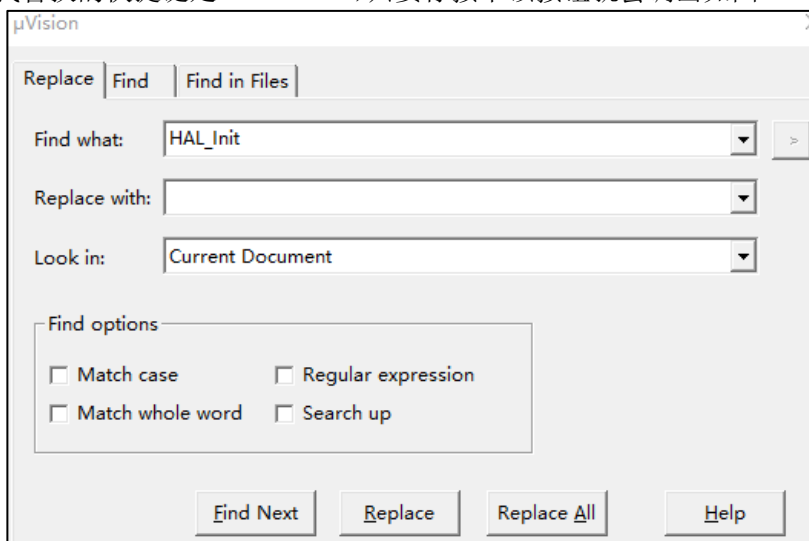 µVision
Replace Find Find in Files
Find what: HAL_Init
Replace with:
Look in: Current Document
Find options
Match case Regular expression
Match whole word Search up
Find Next Replace Replace All Help